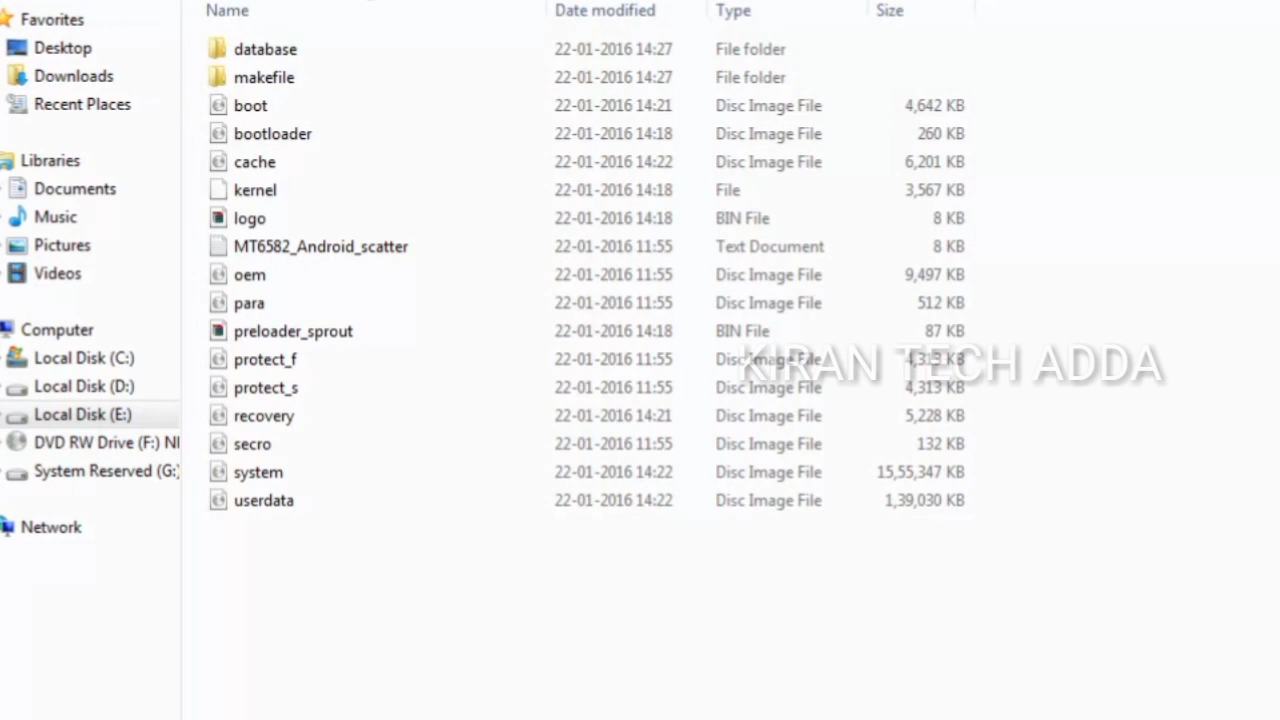 Name Date modified Type Size
Favorites
Desktop
Downloads
Recent Places
Libraries
Documents
Music
Pictures
Videos
Computer
Local Disk (C:)
Local Disk (D:)
Local Disk (E:)
DVD RW Drive (F:) NI
System Reserved (G:)
Network
database 22-01-2016 14:27 File folder
makefile 22-01-2016 14:27 File folder
boot 22-01-2016 14:21 Disc Image File 4,642 KB
bootloader 22-01-2016 14:18 Disc Image File 260 KB
cache 22-01-2016 14:22 Disc Image File 6,201 KB
kernel 22-01-2016 14:18 File 3,567 KB
logo 22-01-2016 14:18 BIN File 8 KB
MT6582_Android_scatter 22-01-2016 11:55 Text Document 8 KB
oem 22-01-2016 11:55 Disc Image File 9,497 KB
para 22-01-2016 11:55 Disc Image File 512 KB
preloader_sprout 22-01-2016 14:18 BIN File 87 KB
protect_f 22-01-2016 11:55 Disc Image File 4,313 KB
protect_s 22-01-2016 11:55 Disc Image File 4,313 KB
recovery 22-01-2016 14:21 Disc Image File 5,228 KB
secro 22-01-2016 11:55 Disc Image File 132 KB
system 22-01-2016 14:22 Disc Image File 15,55,347 KB
userdata 22-01-2016 14:22 Disc Image File 1,39,030 KB
KIRAN TECH ADDA